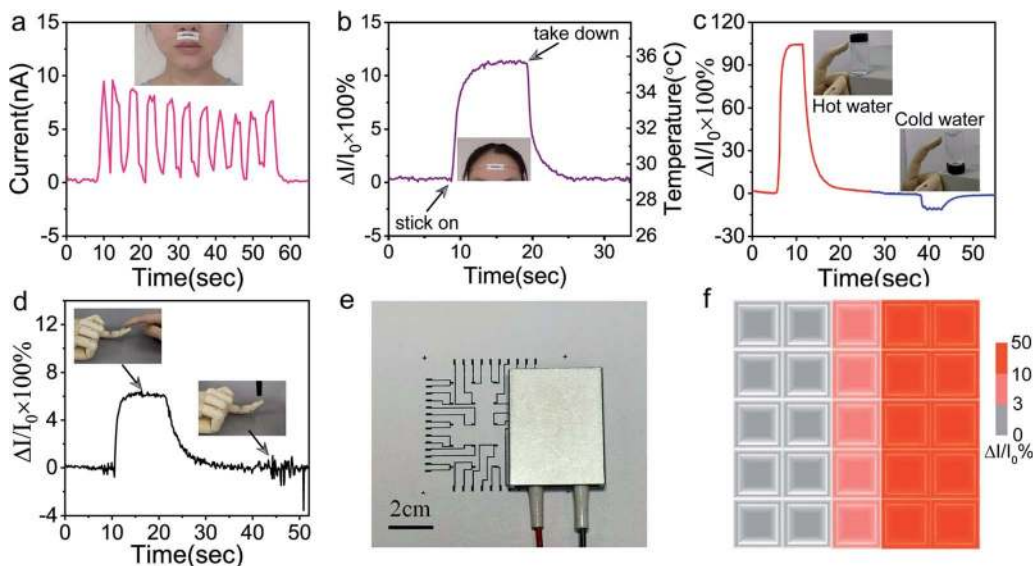 a
15
10
5
0
-5
Current(nA)
0 10 20 30 40 50 60
Time(sec)
b
15
10
5
0
-5
ΔI/I₀×100%
take down
stick on
36
34
32
30
28
26
Temperature(°C)
0 10 20 30
Time(sec)
c
105
90
60
30
0
-30
ΔI/I₀×100%
Hot water
Cold water
0 10 20 30 40 50
Time(sec)
d
12
8
4
0
-4
ΔI/I₀×100%
0 10 20 30 40 50
Time(sec)
e
2cm
f
50
10
3
0
ΔI/I₀%